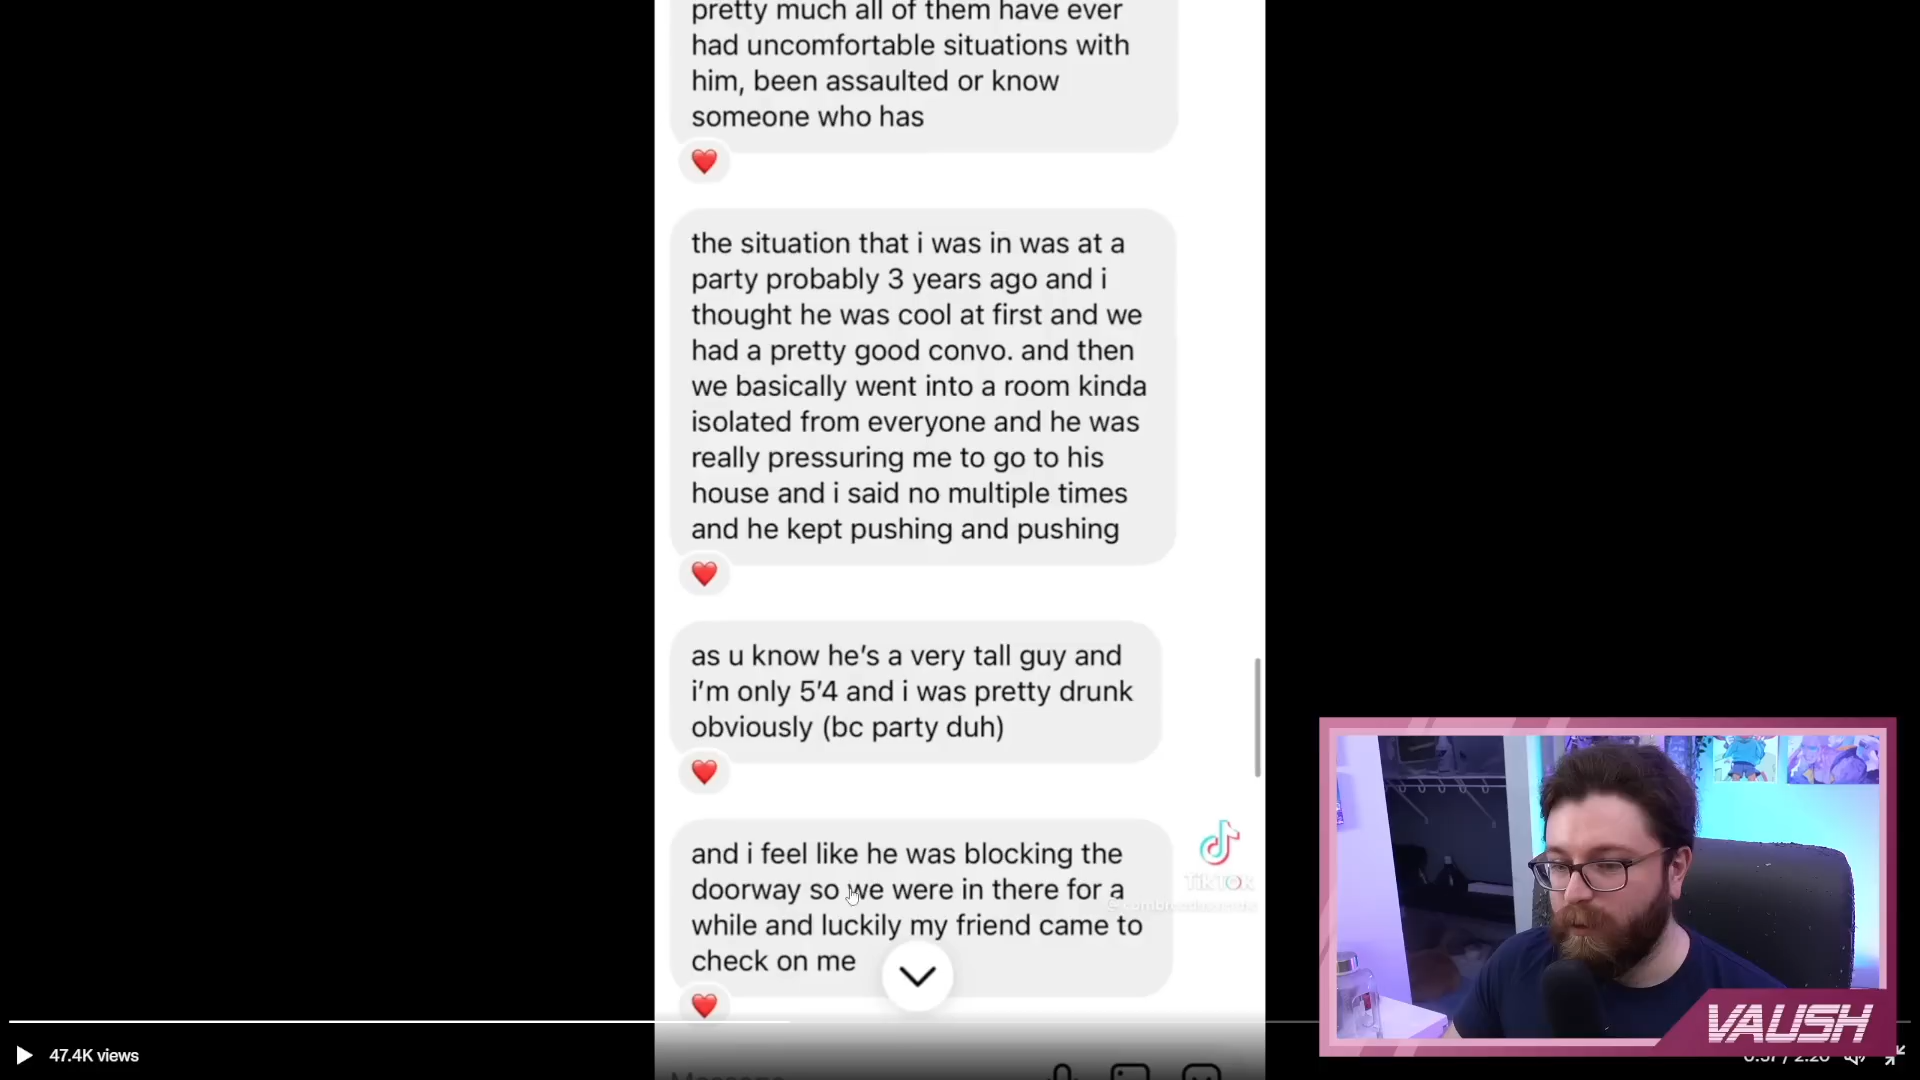 pretty much all of them have ever
had uncomfortable situations with
him, been assaulted or know
someone who has
the situation that i was in was at a
party probably 3 years ago and i
thought he was cool at first and we
had a pretty good convo. and then
we basically went into a room kinda
isolated from everyone and he was
really pressuring me to go to his
house and i said no multiple times
and he kept pushing and pushing
as u know he's a very tall guy and
i'm only 5'4 and i was pretty drunk
obviously (bc party duh)
and i feel like he was blocking the
doorway so we were in there for a
while and luckily my friend came to
check on me
TikTok
VAUSH
47.4K views